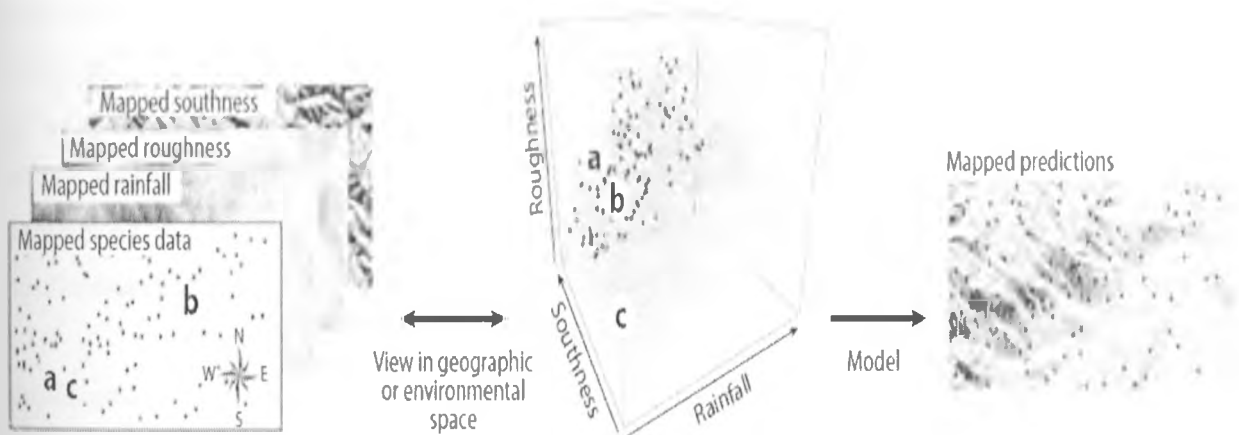 Mapped southness
Mapped roughness
Mapped rainfall
Mapped species data
b
a
c
N
W
E
S
View in geographic
or environmental
space
Roughness
a
b
c
Southness
Rainfall
Model
Mapped predictions